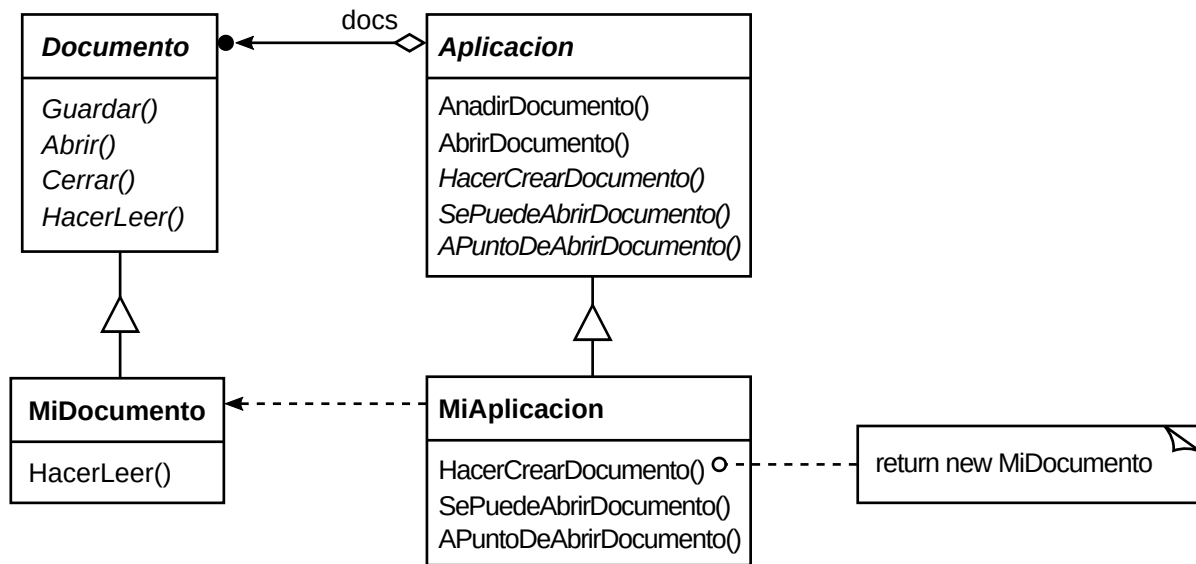 docs
Documento
Guardar()
Abrir()
Cerrar()
HacerLeer()
Aplicacion
AnadirDocumento()
AbrirDocumento()
HacerCrearDocumento()
SePuedeAbrirDocumento()
APuntoDeAbrirDocumento()
MiDocumento
HacerLeer()
MiAplicacion
HacerCrearDocumento()
SePuedeAbrirDocumento()
APuntoDeAbrirDocumento()
return new MiDocumento